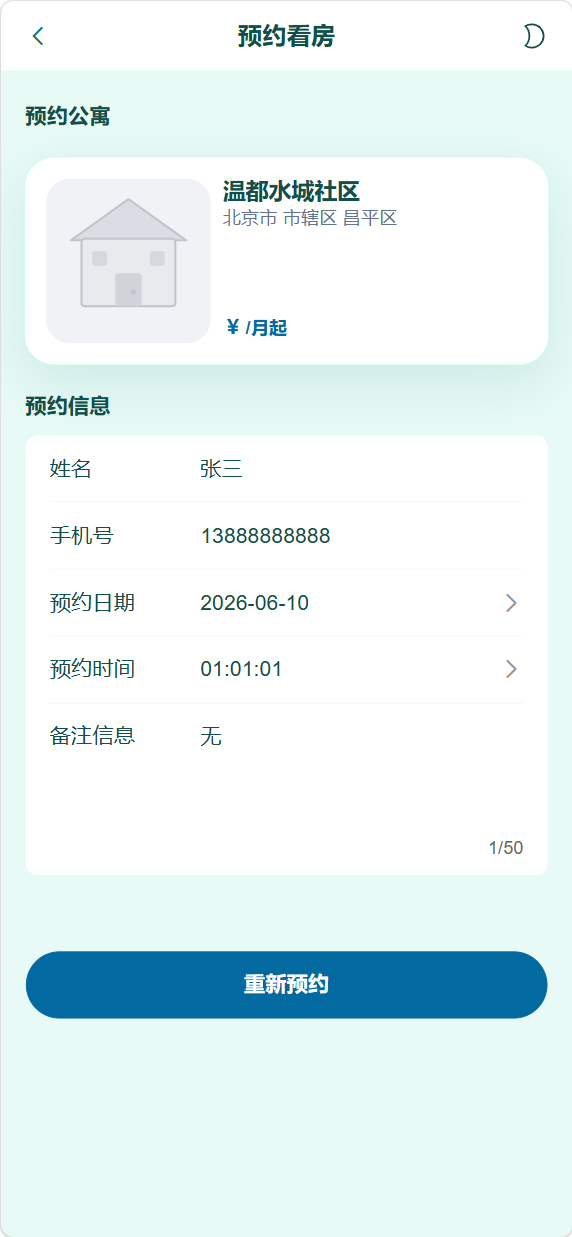 预约看房
预约公寓
温都水城社区
北京市 市辖区 昌平区
￥ /月起
预约信息
姓名 张三
手机号 13888888888
预约日期 2026-06-10
预约时间 01:01:01
备注信息 无
1/50
重新预约